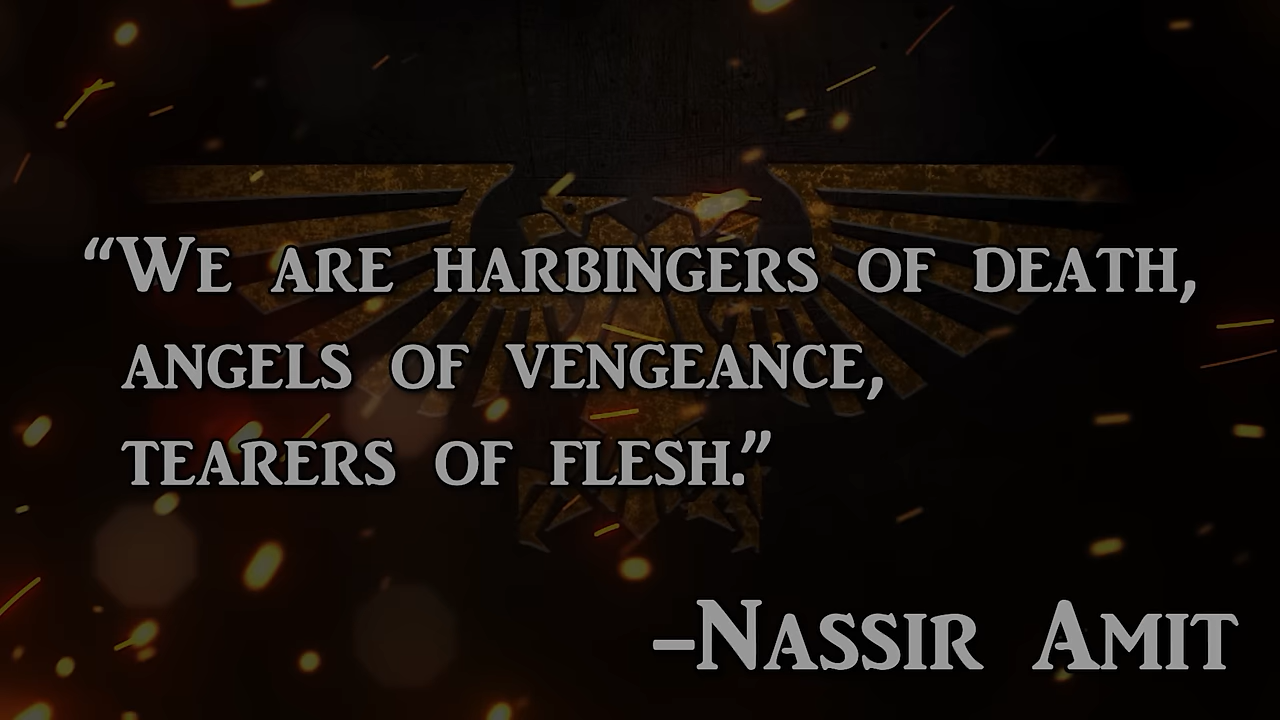 “We are harbingers of death,
angels of vengeance,
tearers of flesh.”
–Nassir Amit